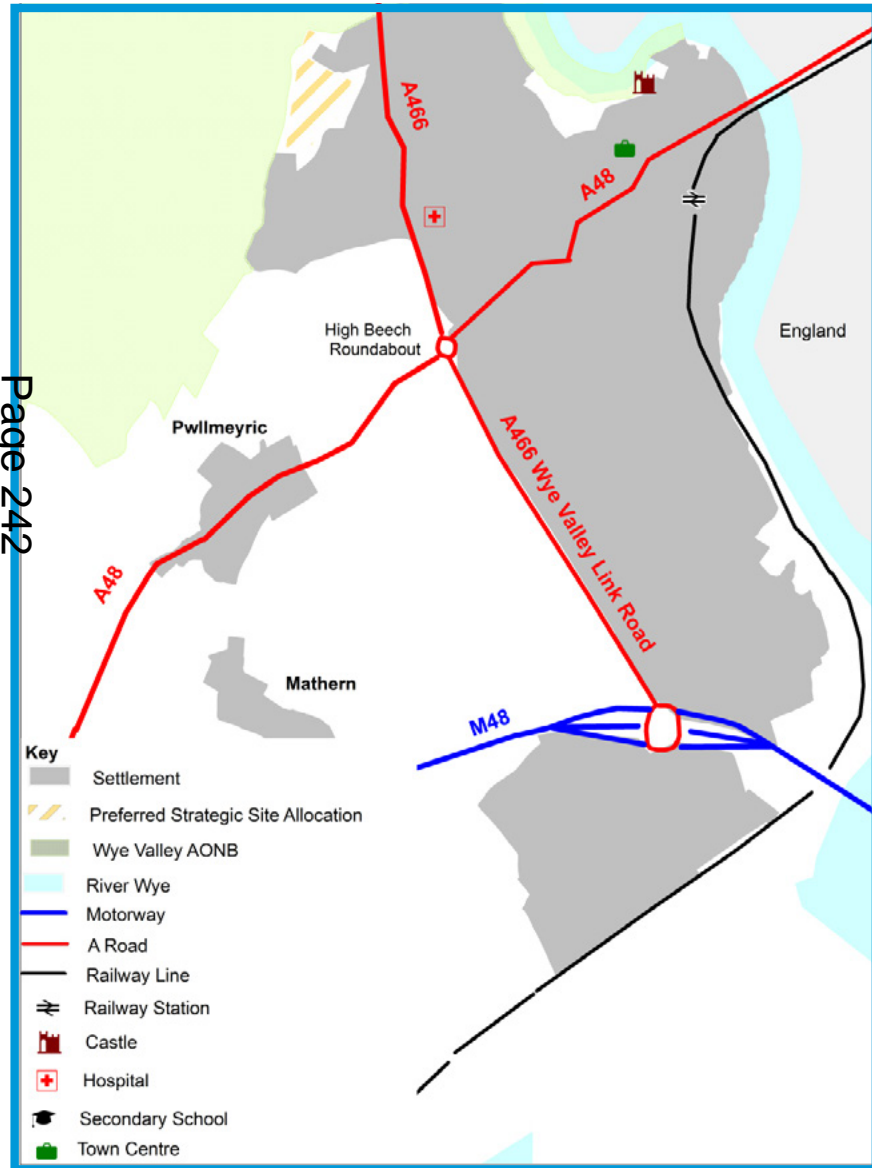 A466
A48
High Beech
Roundabout
England
Pwllmeyric
A466 Wye Valley Link Road
Page 242
A48
Mathern
M48
Key
Settlement
Preferred Strategic Site Allocation
Wye Valley AONB
River Wye
Motorway
A Road
Railway Line
Railway Station
Castle
Hospital
Secondary School
Town Centre